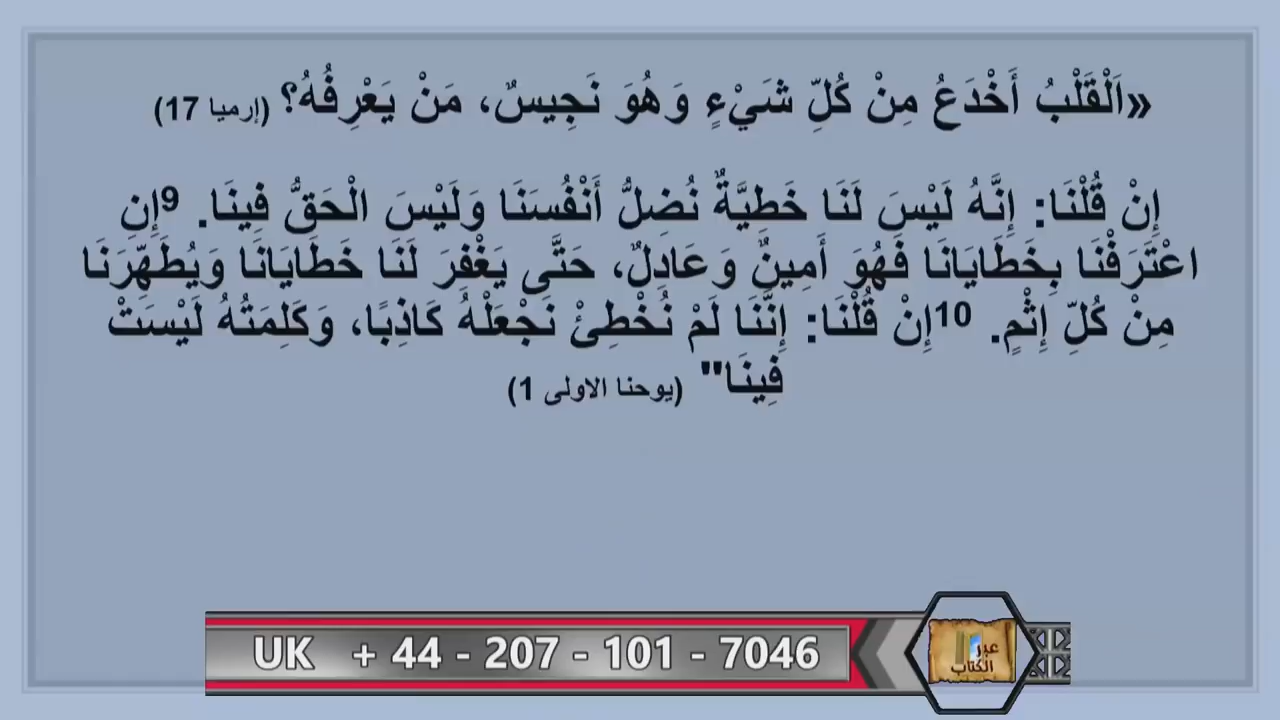 «اَلْقَلْبُ أَخْدَعُ مِنْ كُلِّ شَيْءٍ وَهُوَ نَجِيسٌ، مَنْ يَعْرِفُهُ؟ (إرميا 17)
إِنْ قُلْنَا: إِنَّهُ لَيْسَ لَنَا خَطِيَّةٌ نُضِلُّ أَنْفُسَنَا وَلَيْسَ الْحَقُّ فِينَا. 9إِنِ
اعْتَرَفْنَا بِخَطَايَانَا فَهُوَ أَمِينٌ وَعَادِلٌ، حَتَّى يَغْفِرَ لَنَا خَطَايَانَا وَيُطَهِّرَنَا
مِنْ كُلِّ إِثْمٍ. 10إِنْ قُلْنَا: إِنَّنَا لَمْ نُخْطِئْ نَجْعَلْهُ كَاذِبًا، وَكَلِمَتُهُ لَيْسَتْ
فِينَا" (يوحنا الاولى 1)
UK + 44 - 207 - 101 - 7046
عبر
الكتاب